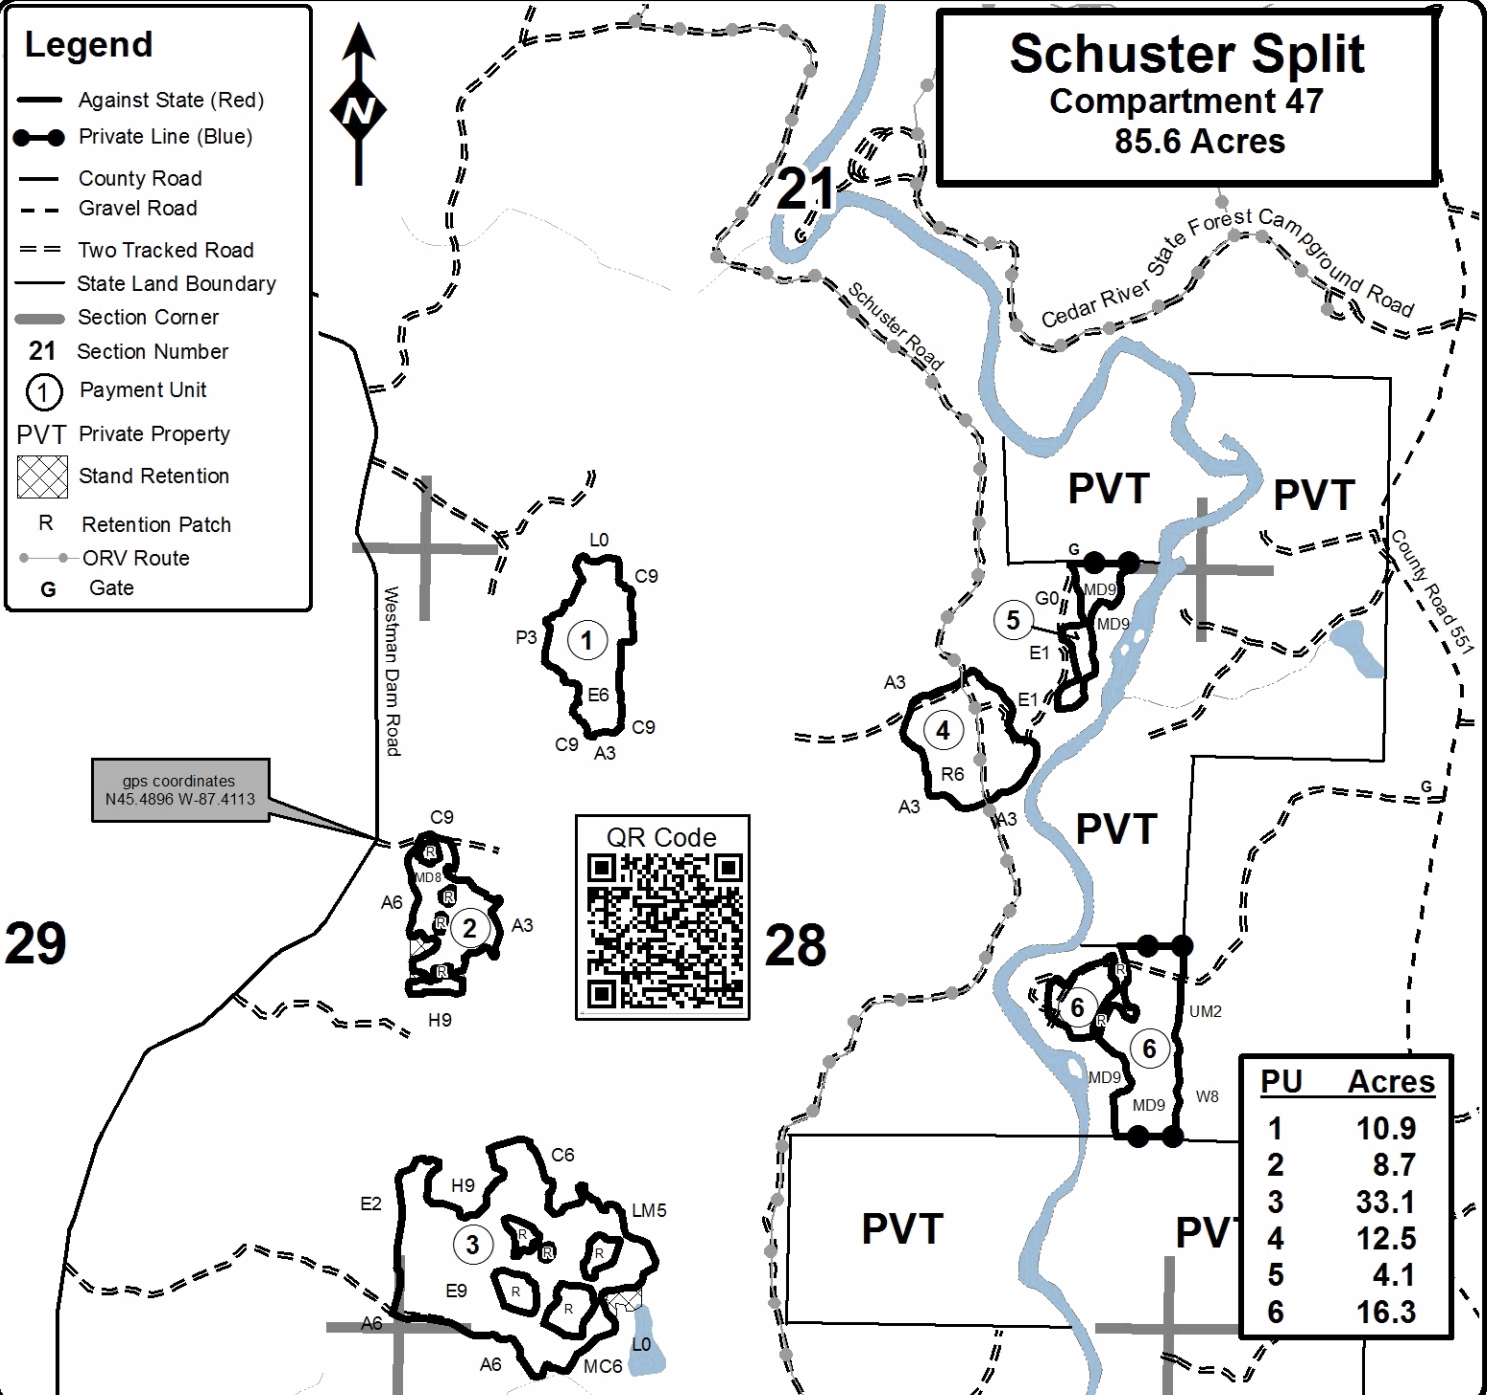 Legend
Against State (Red)
Private Line (Blue)
County Road
Gravel Road
Two Tracked Road
State Land Boundary
Section Corner
21 Section Number
1 Payment Unit
PVT Private Property
Stand Retention
R Retention Patch
ORV Route
G Gate
N
Schuster Split
Compartment 47
85.6 Acres
21
G
Cedar River State Forest Campground Road
Schuster Road
PVT
PVT
County Road 551
Westman Dam Road
L0
C9
P3
1
E6
C9
C9
A3
G
MD9
G0
5
MD9
E1
A3
E1
4
R6
A3
A3
gps coordinates
N45.4896 W-87.4113
G
PVT
C9
R
MD8
R
A6
R
2
A3
R
H9
QR Code
29
28
R
6
R
UM2
6
MD9
MD9
W8
PU Acres
1 10.9
2 8.7
3 33.1
4 12.5
5 4.1
6 16.3
C6
H9
E2
LM5
3
R
R
R
E9
R
R
A6
A6
MC6
L0
PVT
PV